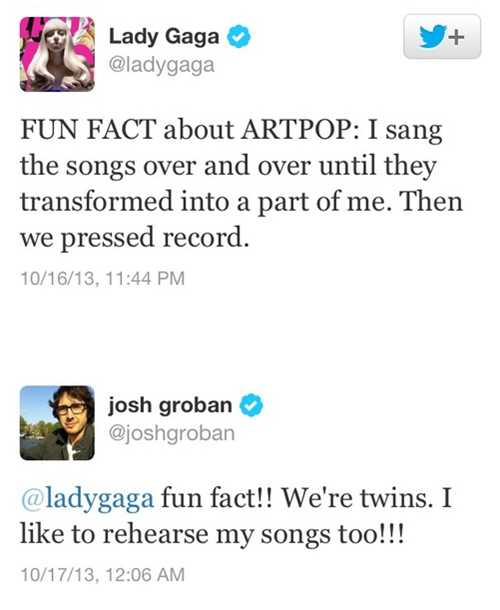 Lady Gaga
@ladygaga
FUN FACT about ARTPOP: I sang
the songs over and over until they
transformed into a part of me. Then
we pressed record.
10/16/13, 11:44 PM
josh groban
@joshgroban
@ladygaga fun fact!! We're twins. I
like to rehearse my songs too!!!
10/17/13, 12:06 AM